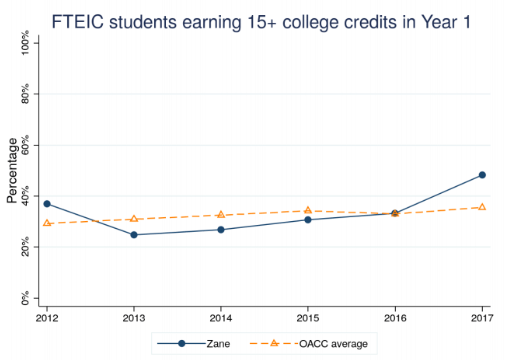 FTEIC students earning 15+ college credits in Year 1
Percentage
100%
80%
60%
40%
20%
0%
2012 2013 2014 2015 2016 2017
Zane OACC average